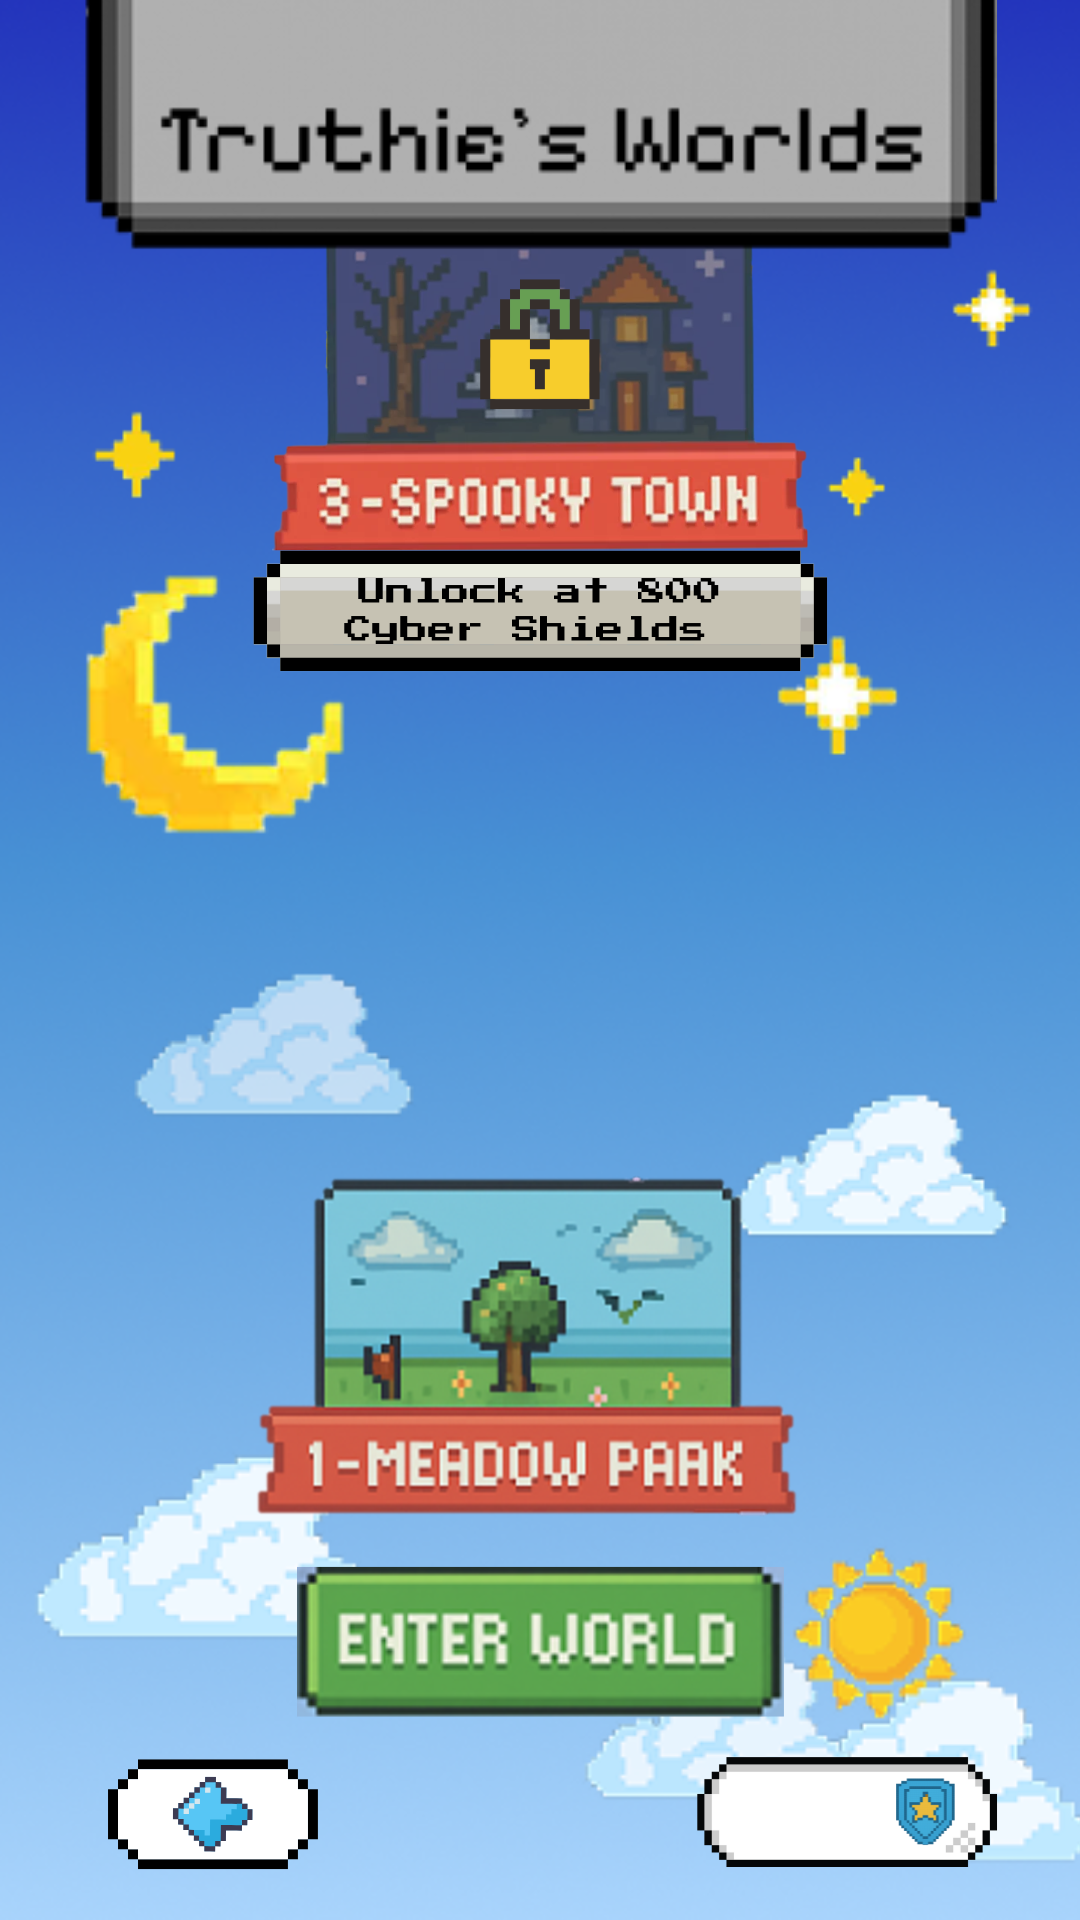 Truthie's Worlds
3-SPOOKY TOWN
Unlock at 800
Cyber Shields
1-MEADOW PARK
ENTER WORLD